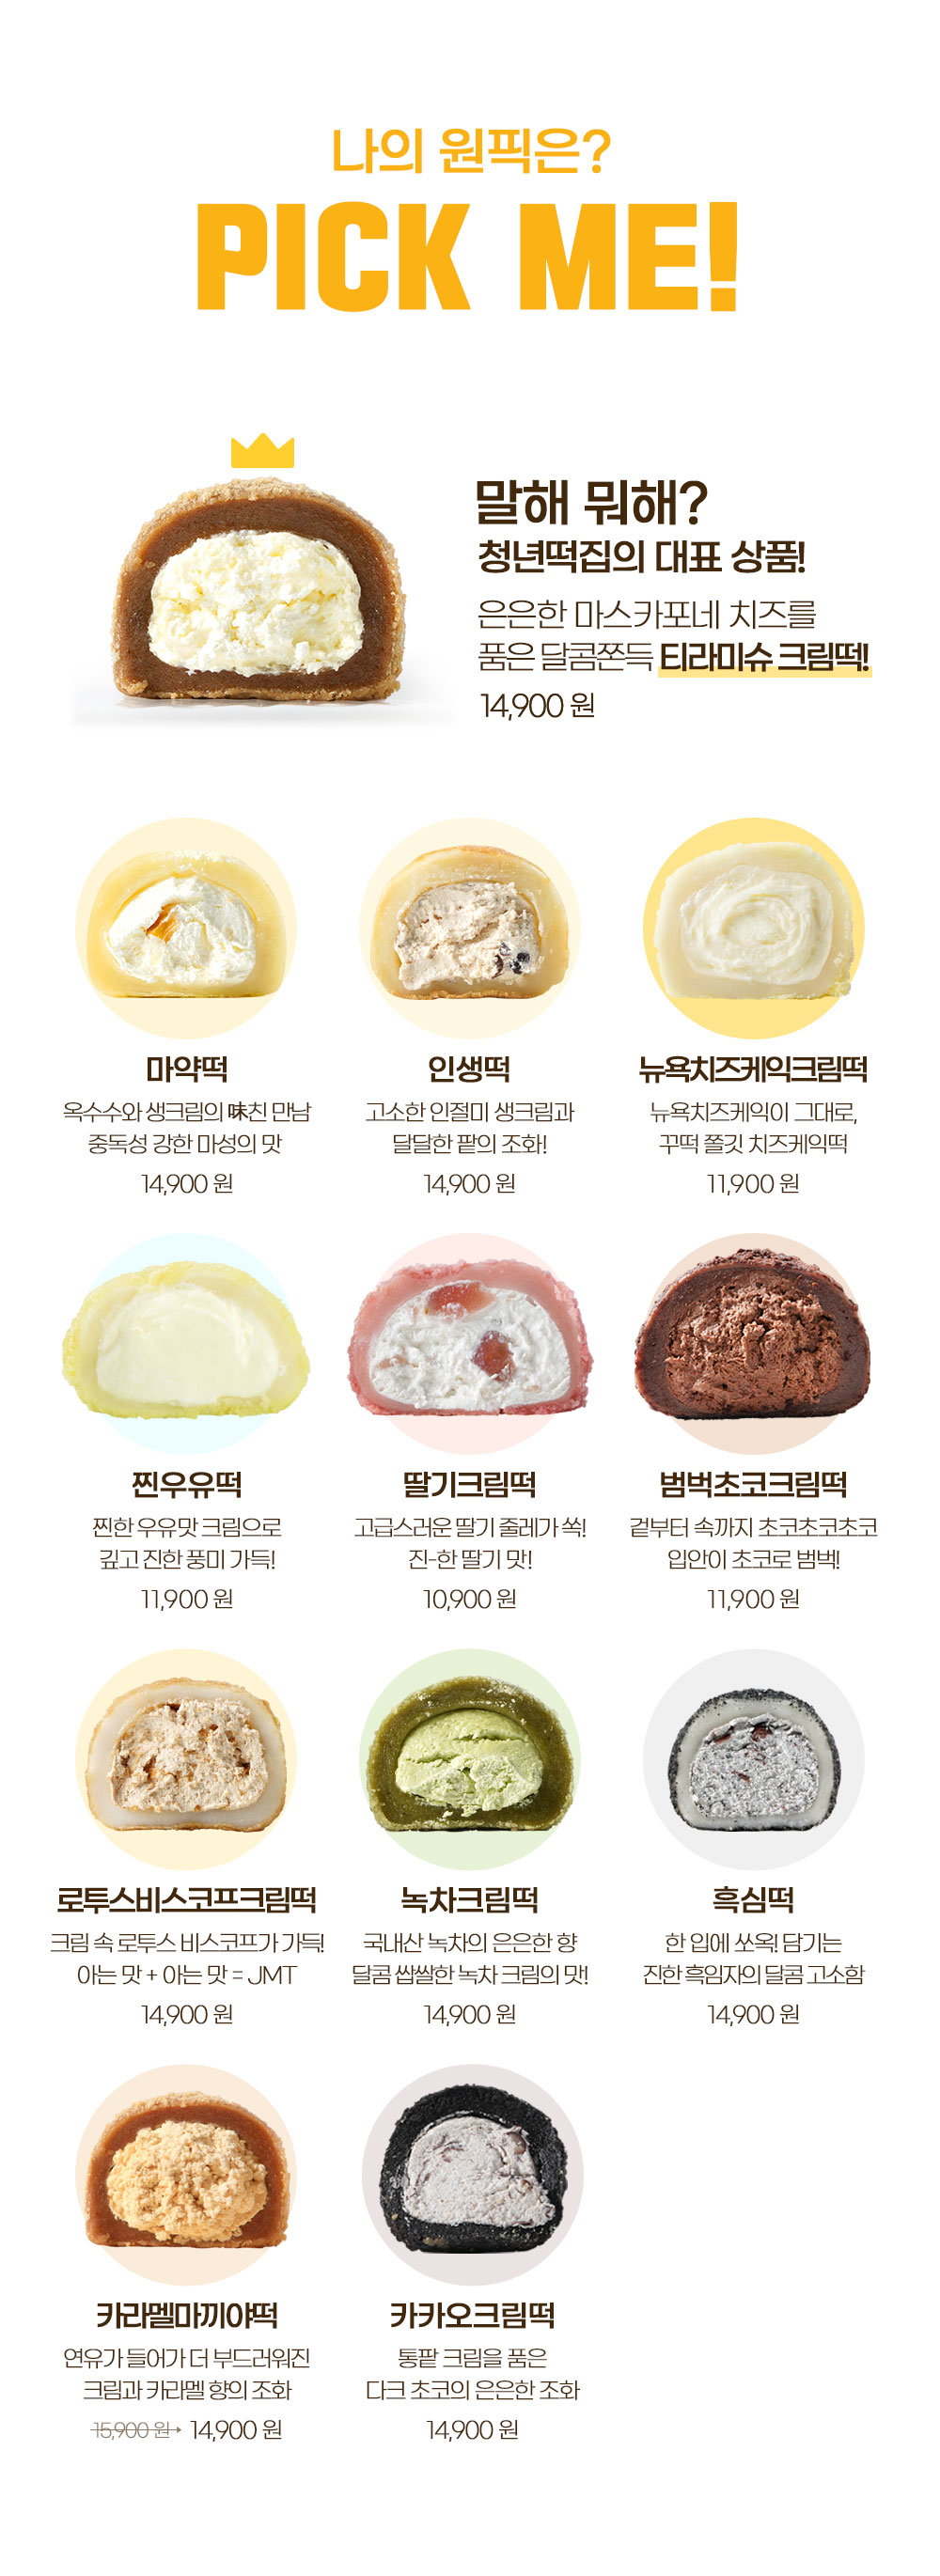 나의 원픽은?
PICK ME!
말해 뭐해?
청년떡집의 대표 상품!
은은한 마스카포네 치즈를
품은 달콤쫀득 티라미슈 크림떡!
14,900 원
마약떡
옥수수와 생크림의 味친 만남
중독성 강한 마성의 맛
14,900 원
인생떡
고소한 인절미 생크림과
달달한 팥의 조화!
14,900 원
뉴욕치즈케익크림떡
뉴욕치즈케익이 그대로,
꾸떡 쫄깃 치즈케익떡
11,900 원
찐우유떡
찐한 우유맛 크림으로
깊고 진한 풍미 가득!
11,900 원
딸기크림떡
고급스러운 딸기 줄레가 쏙!
진-한 딸기 맛!
10,900 원
범벅초코크림떡
겉부터 속까지 초코초코초코
입안이 초코로 범벅!
11,900 원
로투스비스코프크림떡
크림 속 로투스 비스코프가 가득!
아는 맛 + 아는 맛 = JMT
14,900 원
녹차크림떡
국내산 녹차의 은은한 향
달콤 쌉쌀한 녹차 크림의 맛!
14,900 원
흑심떡
한 입에 쏘옥! 담기는
진한 흑임자의 달콤 고소함
14,900 원
카라멜마끼야떡
연유가 들어가 더 부드러워진
크림과 카라멜 향의 조화
15,900 원→ 14,900 원
카카오크림떡
통팥 크림을 품은
다크 초코의 은은한 조화
14,900 원